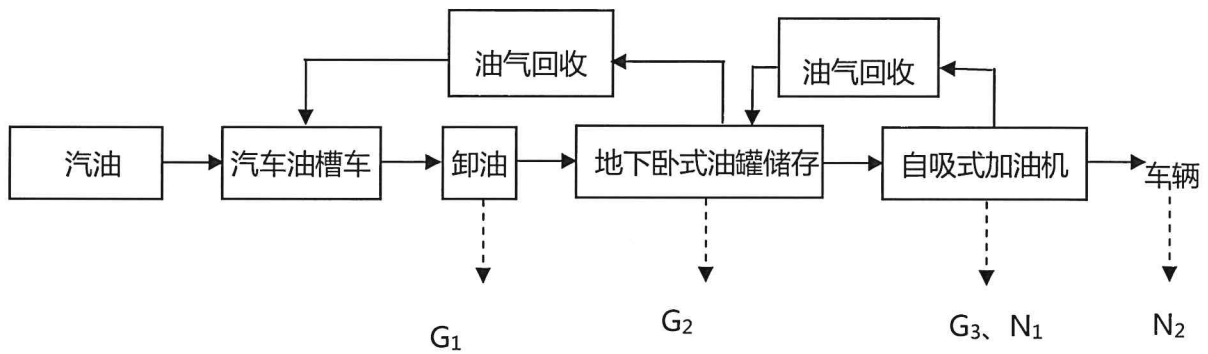 油气回收
油气回收
汽油
汽车油槽车
卸油
地下卧式油罐储存
自吸式加油机
车辆
G₁
G₂
G₃、N₁
N₂